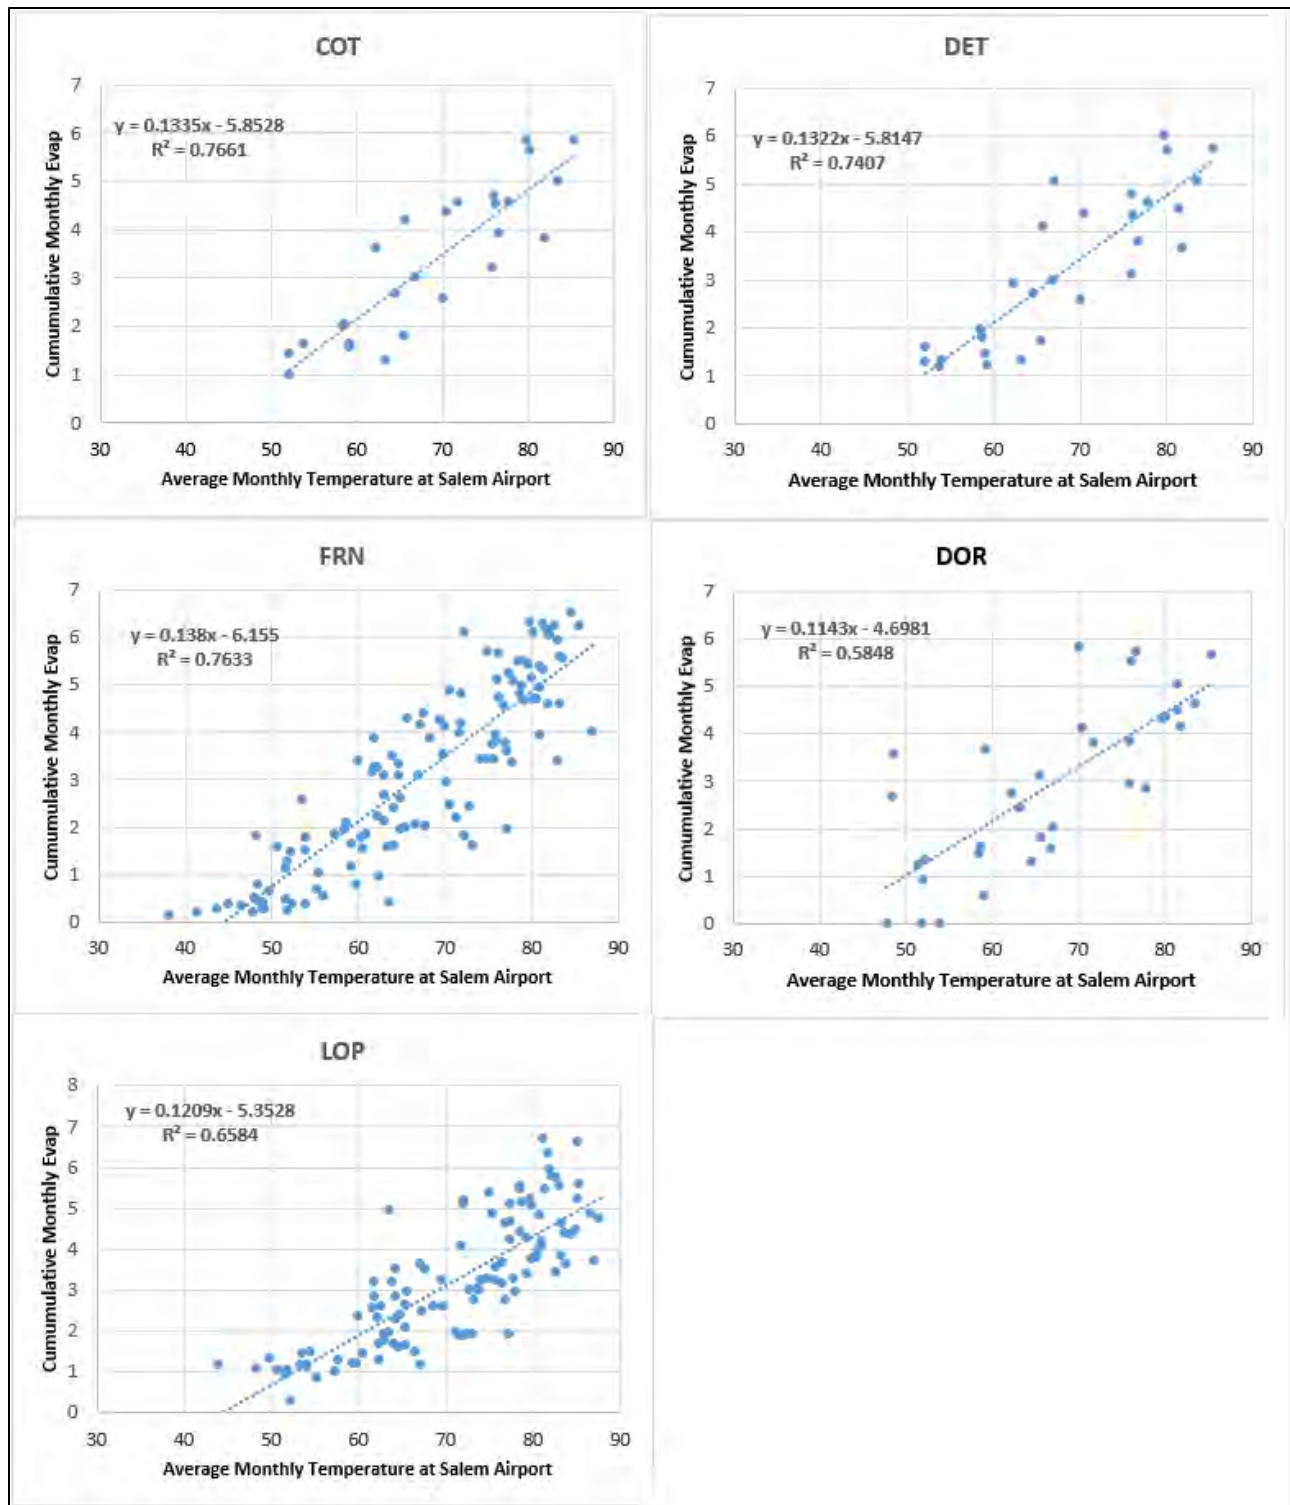 COT
7
y = 0.1335x - 5.8528
R² = 0.7661
6
5
4
3
2
1
0
Cumumulative Monthly Evap
30 40 50 60 70 80 90
Average Monthly Temperature at Salem Airport
DET
7
y = 0.1322x - 5.8147
R² = 0.7407
6
5
4
3
2
1
0
Cumumulative Monthly Evap
30 40 50 60 70 80 90
Average Monthly Temperature at Salem Airport
FRN
7
y = 0.138x - 6.155
R² = 0.7633
6
5
4
3
2
1
0
Cumumulative Monthly Evap
30 40 50 60 70 80 90
Average Monthly Temperature at Salem Airport
DOR
7
y = 0.1143x - 4.6981
R² = 0.5848
6
5
4
3
2
1
0
Cumumulative Monthly Evap
30 40 50 60 70 80 90
Average Monthly Temperature at Salem Airport
LOP
8
y = 0.1209x - 5.3528
R² = 0.6584
7
6
5
4
3
2
1
0
Cumumulative Monthly Evap
30 40 50 60 70 80 90
Average Monthly Temperature at Salem Airport